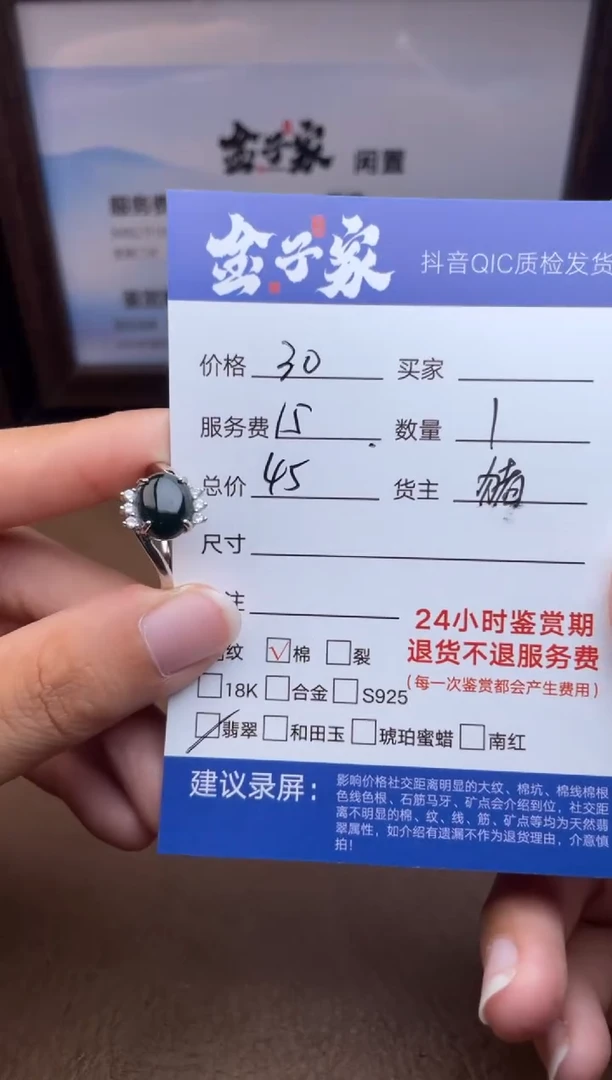 金子家 闲置
服务费
金子家 抖音QIC质检发货
价格 30 买家
服务费 15 数量 1
总价 45 货主 猪
尺寸
注
纹 √棉 裂
18K 合金 S925
翡翠 和田玉 琥珀蜜蜡 南红
24小时鉴赏期
退货不退服务费
(每一次鉴赏都会产生费用)
建议录屏：
影响价格社交距离明显的大纹、棉坑、棉线棉根
色线色根、石筋马牙、矿点会介绍到位，社交距
离不明显的棉、纹、线、筋、矿点等均为天然翡
翠属性，如介绍有遗漏不作为退货理由，介意慎
拍！